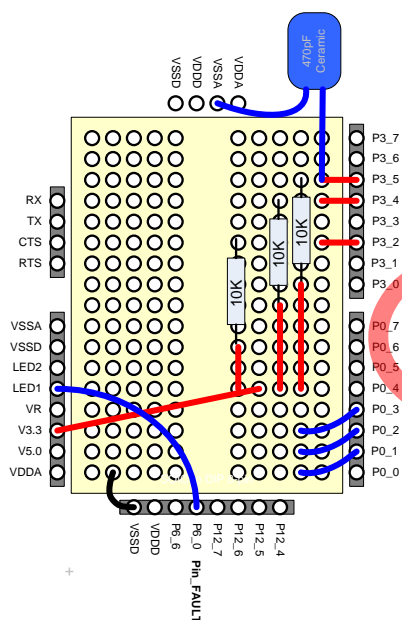 470pF
Ceramic
VSSD
VDDD
VSSA
VDDA
P3_7
P3_6
P3_5
P3_4
P3_3
P3_2
P3_1
P3_0
RX
TX
CTS
RTS
10K
10K
10K
VSSA
VSSD
LED2
LED1
VR
V3.3
V5.0
VDDA
P0_7
P0_6
P0_5
P0_4
P0_3
P0_2
P0_1
P0_0
VSSD
VDDD
P6_6
P6_0
P12_7
P12_6
P12_5
P12_4
Pin_FAULT